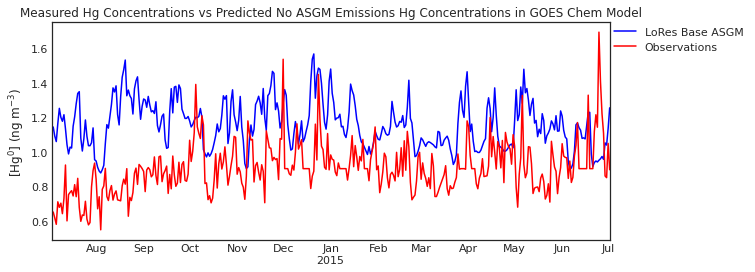 Measured Hg Concentrations vs Predicted No ASGM Emissions Hg Concentrations in GOES Chem Model
LoRes Base ASGM
Observations
[Hg⁰] (ng m⁻³)
1.6
1.4
1.2
1.0
0.8
0.6
Aug Sep Oct Nov Dec Jan Feb Mar Apr May Jun Jul
2015